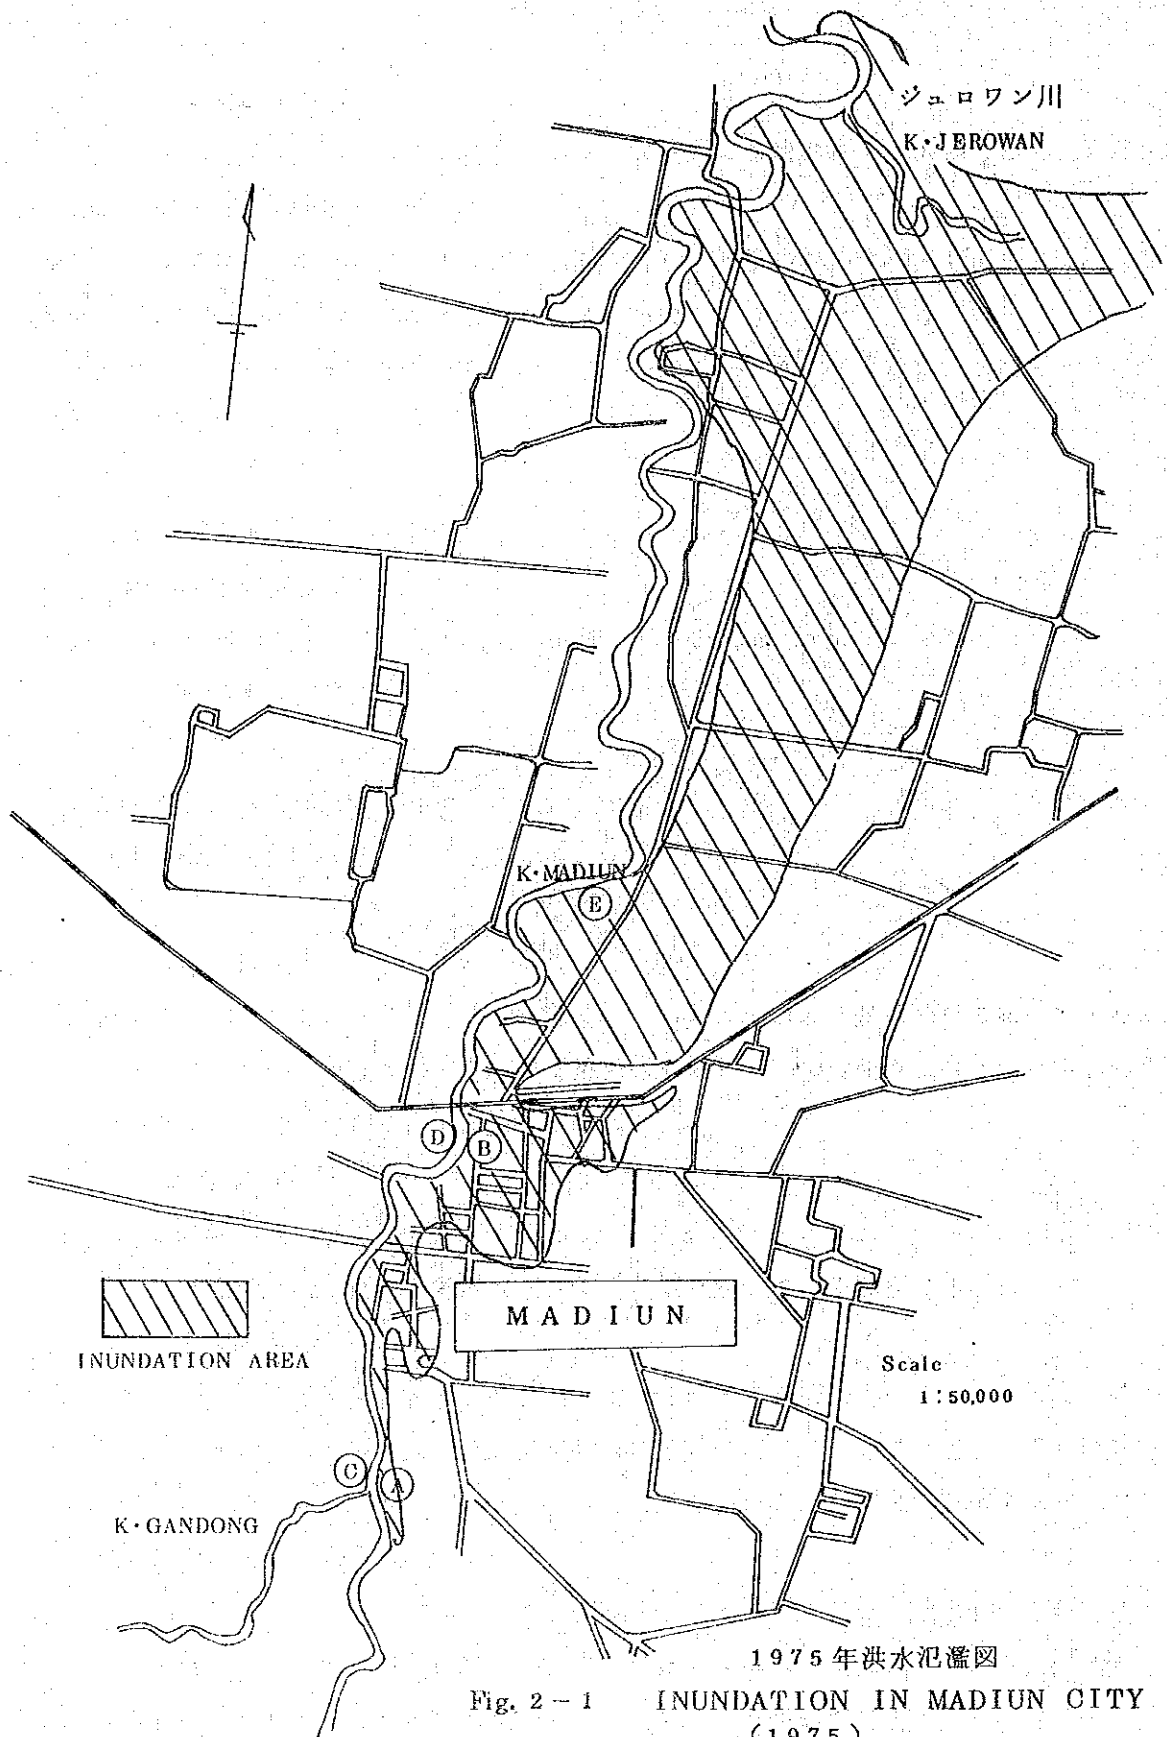 ジュロワン川
K・JEROWAN
K・MADIUN
E
D
B
MADIUN
INUNDATION AREA
Scale
1:50,000
C
A
K・GANDONG
1975年洪水氾濫図
Fig. 2-1 INUNDATION IN MADIUN CITY
(1975)